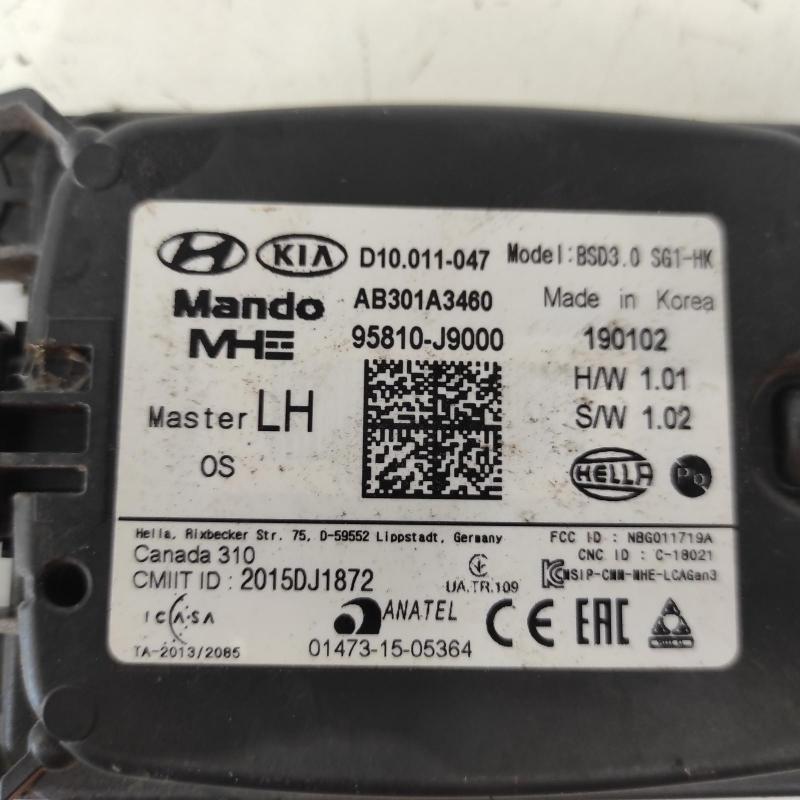 KIA D10.011-047 Model:BSD3.0 SG1-HK
Mando AB301A3460 Made in Korea
MHE 95810-J9000 190102
H/W 1.01
Master LH S/W 1.02
OS HELLA
Hella, Rixbecker Str. 75, D-59552 Lippstadt, Germany FCC ID : NBG011719A
Canada 310 CNC ID : C-18021
CMIIT ID : 2015DJ1872 UA.TR.109 MSIP-CMM-MHE-LCAGen3
ICASA ANATEL CE EAC
TA-2013/2085 01473-15-05364